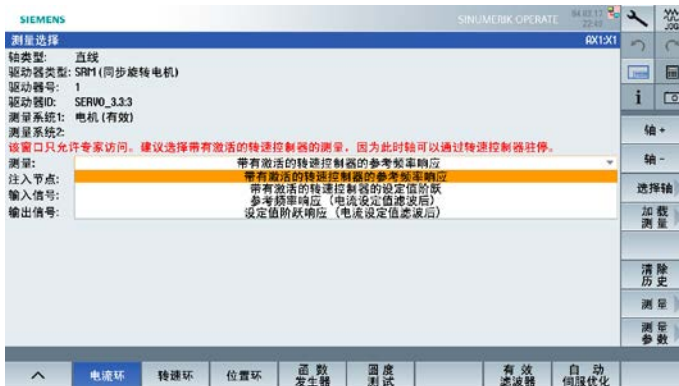 SIEMENS
SINUMERIK OPERATE 04.03.17 22:43
JOG
测量选择 AX1:X1
轴类型: 直线
驱动器类型: SRM (同步旋转电机)
驱动器号: 1
驱动器ID: SERVO_3.3:3
测量系统1: 电机 (有效)
测量系统2:
该窗口只允许专家访问。建议选择带有激活的转速控制器的测量，因为此时轴可以通过转速控制器驻停。
测量: 带有激活的转速控制器的参考频率响应
注入节点: 带有激活的转速控制器的参考频率响应
带有激活的转速控制器的设定值阶跃
输入信号: 参考频率响应（电流设定值滤波后）
输出信号: 设定值阶跃响应（电流设定值滤波后）
轴 +
轴 -
选择轴
加 载
测 量
清 除
历 史
测 量
测 量
参 数
电流环
转速环
位置环
函 数
发生器
圆 度
测 试
有 效
滤波器
自 动
伺服优化